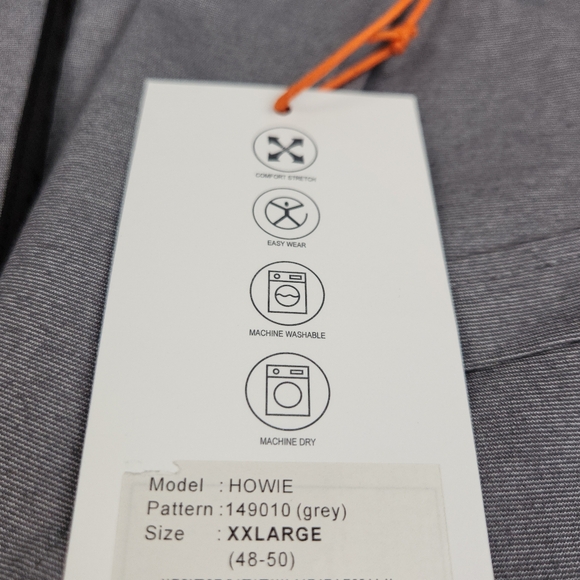 COMFORT STRETCH
EASY WEAR
MACHINE WASHABLE
MACHINE DRY
Model : HOWIE
Pattern : 149010 (grey)
Size : XXLARGE
(48-50)